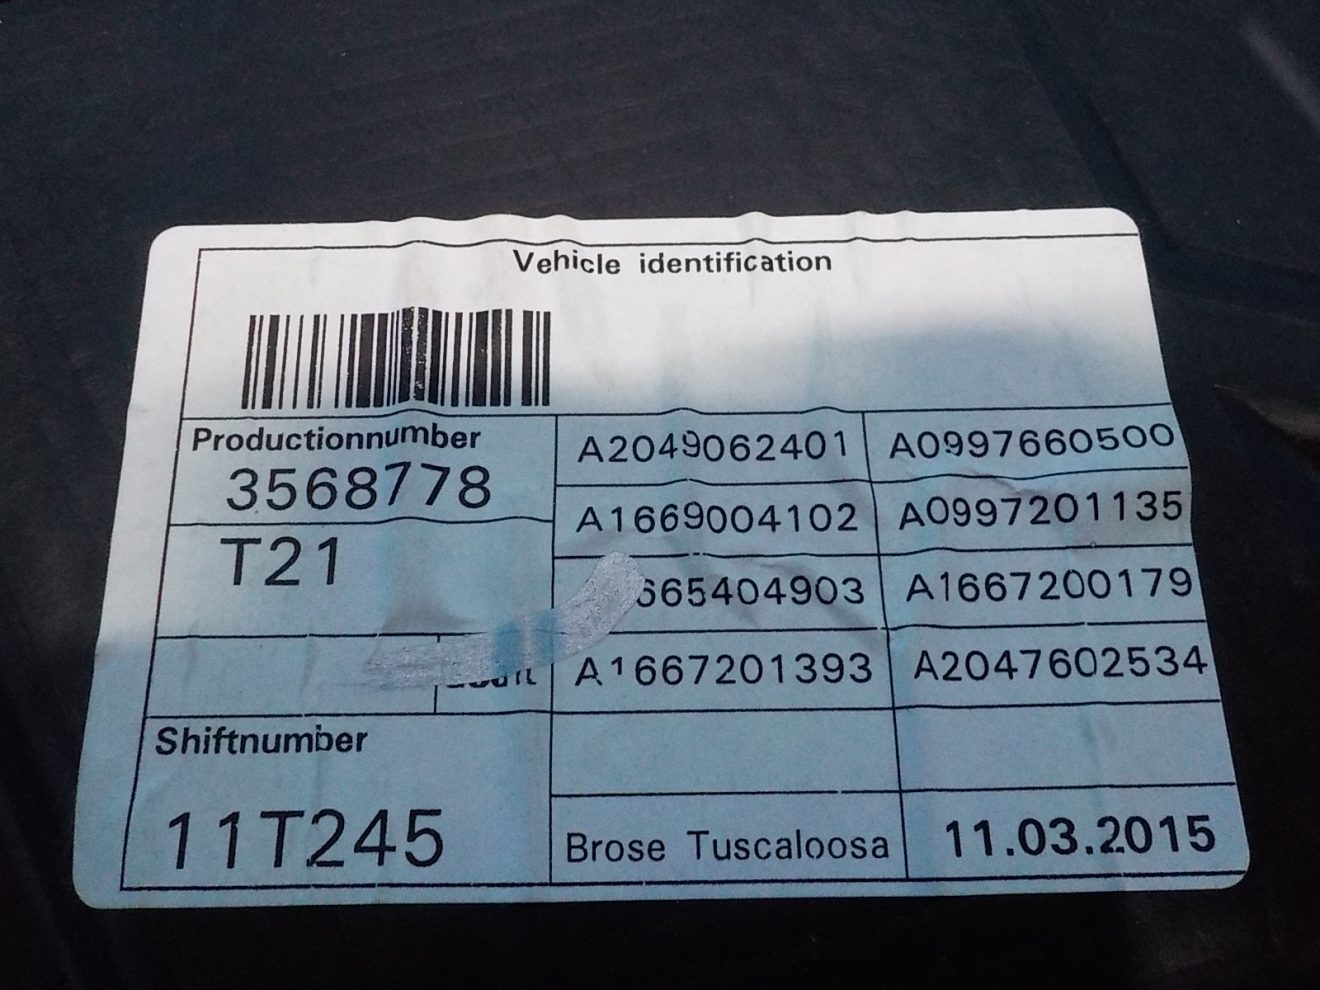 Vehicle identification
Productionnumber
3568778
T21
A2049062401 A0997660500
A1669004102 A0997201135
665404903 A1667200179
A1667201393 A2047602534
Shiftnumber
11T245
Brose Tuscaloosa 11.03.2015